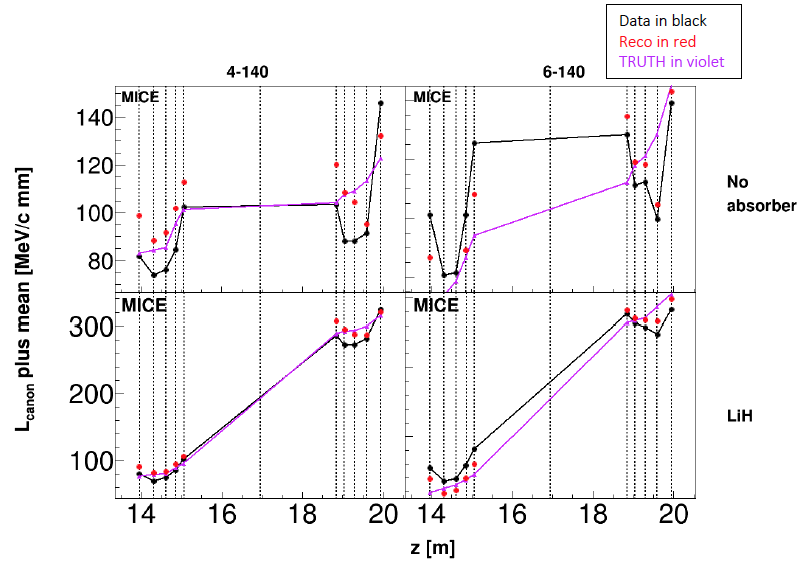 Data in black
Reco in red
TRUTH in violet
4-140
6-140
MICE
MICE
140
120
100
80
No
absorber
MICE
MICE
300
200
100
LiH
L canon plus mean [MeV/c mm]
14 16 18 20
14 16 18 20
z [m]